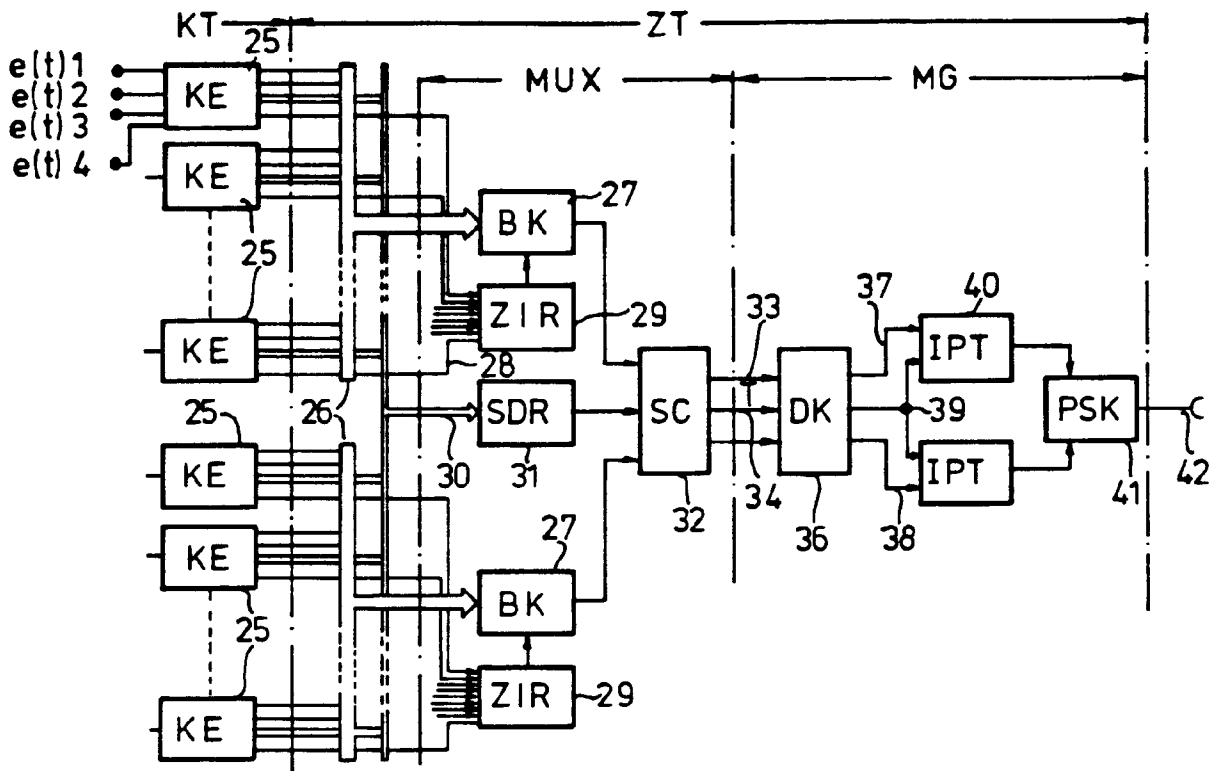 KT ZT
25
MUX MG
e(t)1
e(t)2
e(t)3
e(t)4
KE
KE
25
25
KE
BK
27
ZIR
29
28
26
25
KE
KE
25
25
KE
SDR
30
31
33
SC
34
32
DK
36
37
40
IPT
39
IPT
38
PSK
41
42
27
BK
ZIR
29